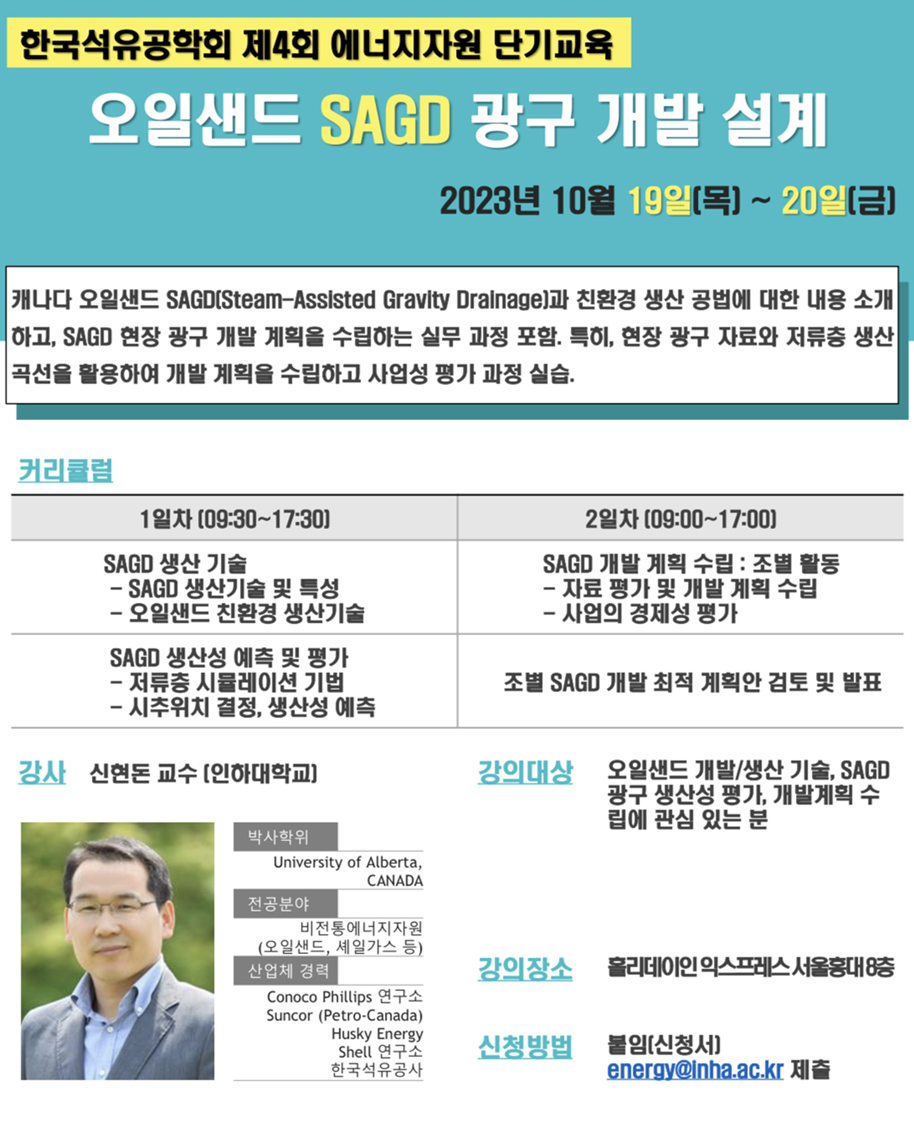 한국석유공학회 제4회 에너지자원 단기교육
오일샌드 SAGD 광구 개발 설계
2023년 10월 19일(목) ~ 20일(금)
캐나다 오일샌드 SAGD(Steam-Assisted Gravity Drainage)과 친환경 생산 공법에 대한 내용 소개
하고, SAGD 현장 광구 개발 계획을 수립하는 실무 과정 포함. 특히, 현장 광구 자료와 저류층 생산
곡선을 활용하여 개발 계획을 수립하고 사업성 평가 과정 실습.
커리큘럼
1일차 (09:30~17:30)
2일차 (09:00~17:00)
SAGD 생산 기술
- SAGD 생산기술 및 특성
- 오일샌드 친환경 생산기술
SAGD 개발 계획 수립 : 조별 활동
- 자료 평가 및 개발 계획 수립
- 사업의 경제성 평가
SAGD 생산성 예측 및 평가
- 저류층 시뮬레이션 기법
- 시추위치 결정, 생산성 예측
조별 SAGD 개발 최적 계획안 검토 및 발표
강사 신현돈 교수 (인하대학교)
박사학위
University of Alberta,
CANADA
전공분야
비전통에너지자원
(오일샌드, 셰일가스 등)
산업체 경력
Conoco Phillips 연구소
Suncor (Petro-Canada)
Husky Energy
Shell 연구소
한국석유공사
강의대상 오일샌드 개발/생산 기술, SAGD
광구 생산성 평가, 개발계획 수
립에 관심 있는 분
강의장소 홀리데이인 익스프레스 서울홍대 8층
신청방법 붙임(신청서)
energy@inha.ac.kr 제출